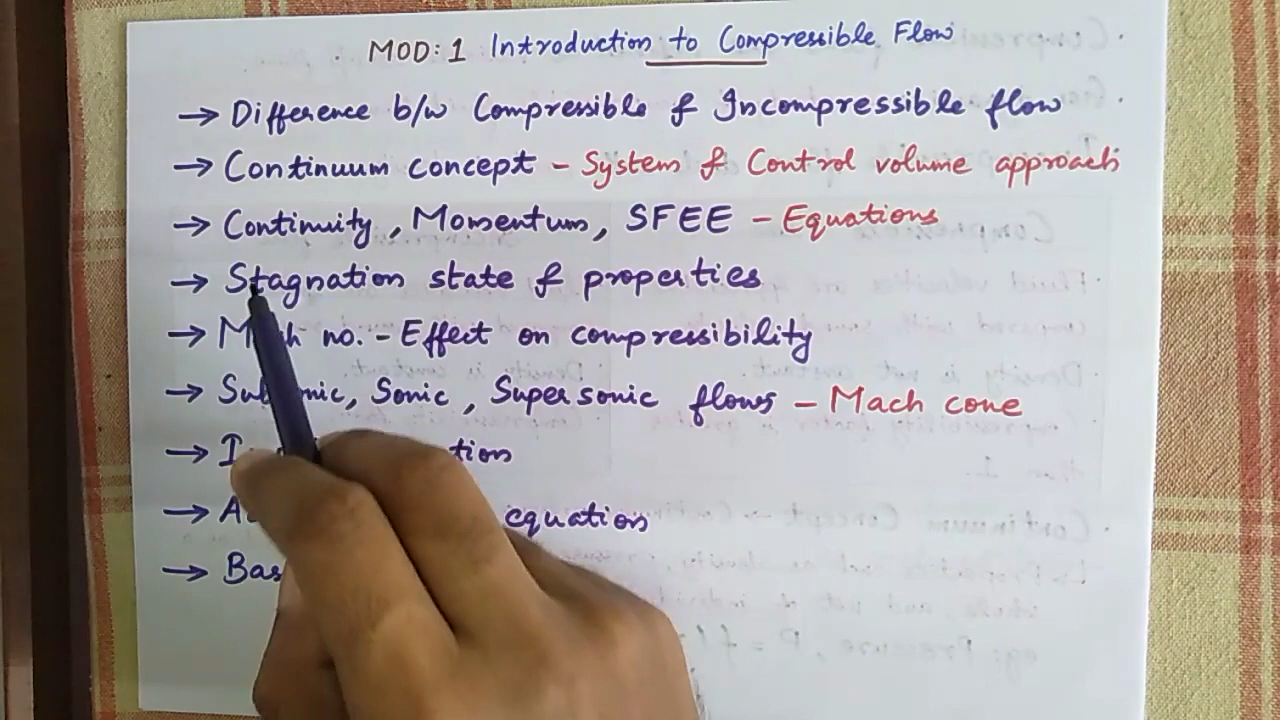 MOD: 1 Introduction to Compressible Flow
→ Difference b/w Compressible & Incompressible flow
→ Continuum concept - System & Control volume approach
→ Continuity, Momentum, SFEE - Equations
→ Stagnation state & properties
→ no. - Effect on compressibility
→ Sonic, Supersonic flows - Mach cone
→
→ equation
→